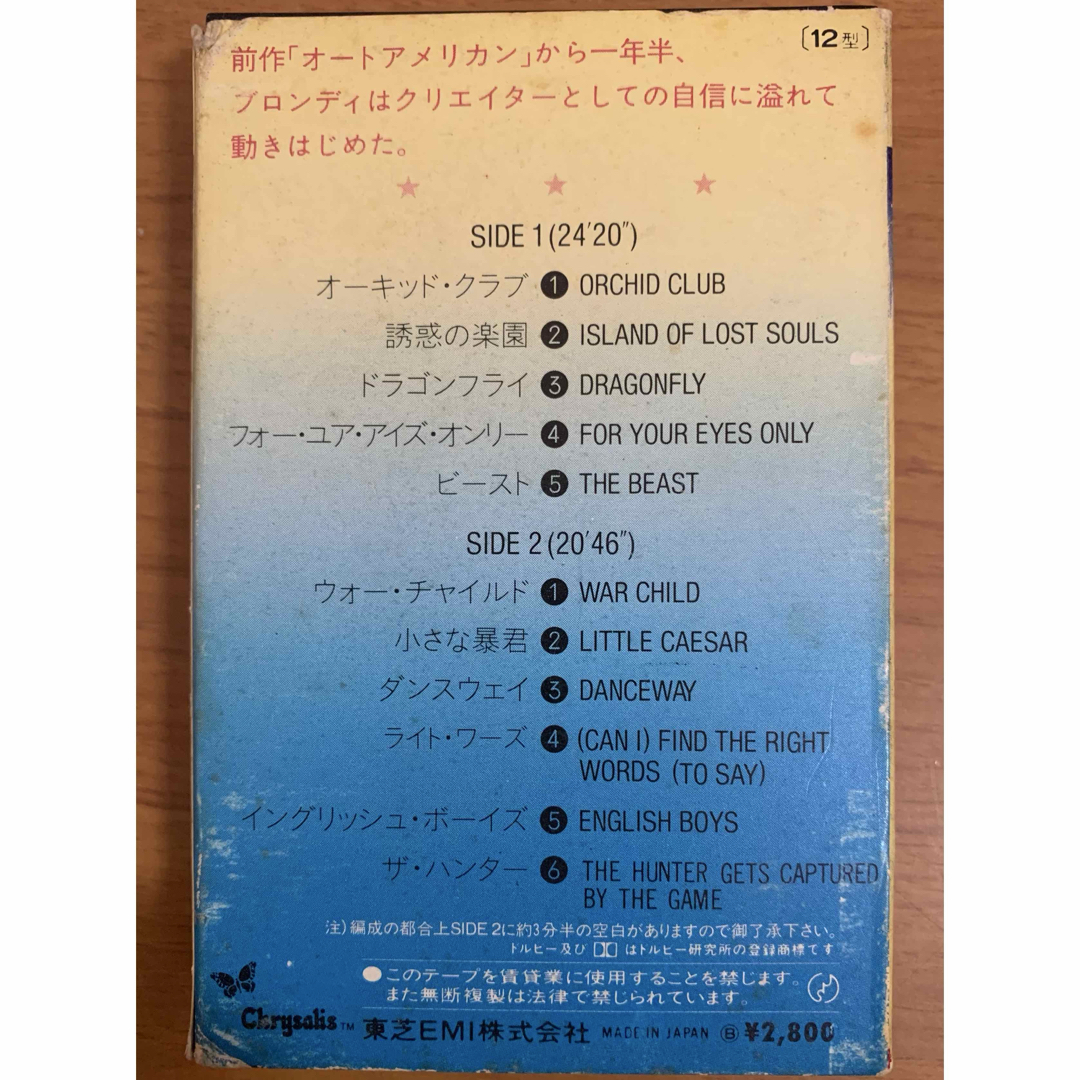 〔12型〕
前作「オートアメリカン」から一年半、
ブロンディはクリエイターとしての自信に溢れて
動きはじめた。
★ ★ ★
SIDE 1 (24′20″)
オーキッド・クラブ ❶ ORCHID CLUB
誘惑の楽園 ❷ ISLAND OF LOST SOULS
ドラゴンフライ ❸ DRAGONFLY
フォー・ユア・アイズ・オンリー ❹ FOR YOUR EYES ONLY
ビースト ❺ THE BEAST
SIDE 2 (20′46″)
ウォー・チャイルド ❶ WAR CHILD
小さな暴君 ❷ LITTLE CAESAR
ダンスウェイ ❸ DANCEWAY
ライト・ワーズ ❹ (CAN I) FIND THE RIGHT
WORDS (TO SAY)
イングリッシュ・ボーイズ ❺ ENGLISH BOYS
ザ・ハンター ❻ THE HUNTER GETS CAPTURED
BY THE GAME
注)編成の都合上SIDE 2に約3分半の空白がありますので御了承下さい。
ドルビー及び はドルビー研究所の登録商標です
●このテープを賃貸業に使用することを禁じます。
また無断複製は法律で禁じられています。
Chrysalis™ 東芝EMI株式会社 MADE IN JAPAN Ⓑ ¥2,800